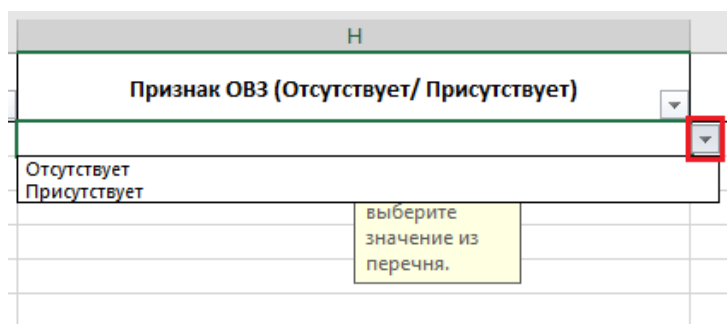 H
Признак ОВЗ (Отсутствует/ Присутствует)
Отсутствует
Присутствует
выберите
значение из
перечня.